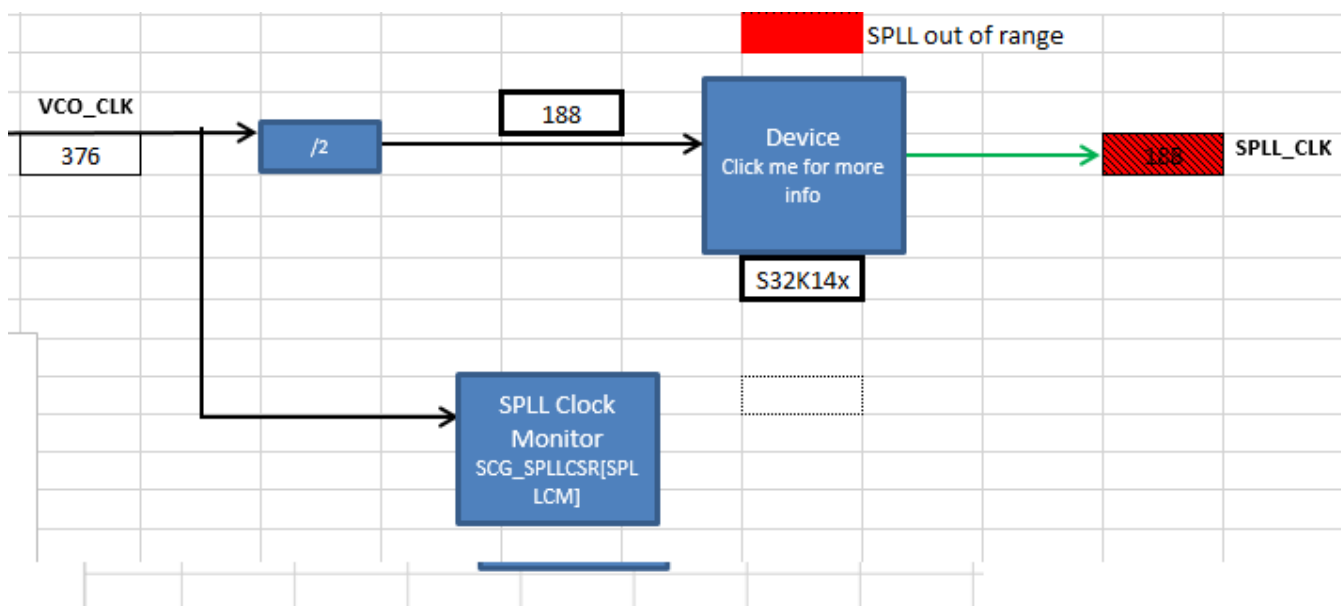 SPLL out of range
VCO_CLK
376
/2
188
Device
Click me for more
info
188
SPLL_CLK
S32K14x
SPLL Clock
Monitor
SCG_SPLLCSR[SPL
LCM]